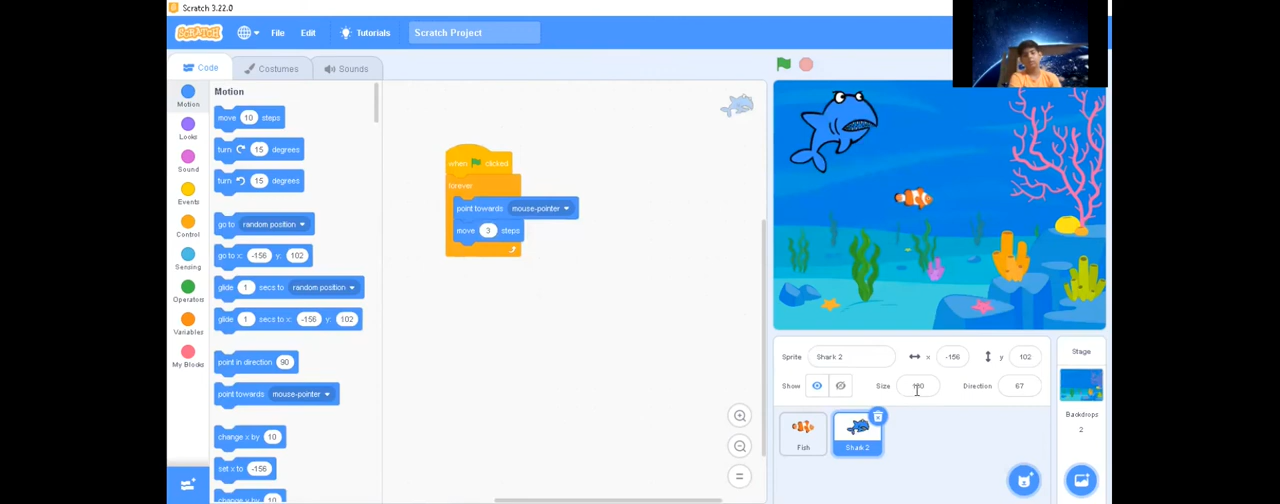 Scratch 3.22.0
SCRATCH File Edit Tutorials Scratch Project
Code Costumes Sounds
Motion
Looks
Sound
Events
Control
Sensing
Operators
Variables
My Blocks
Motion
move 10 steps
turn 15 degrees
turn 15 degrees
go to random position
go to x: -156 y: 102
glide 1 secs to random position
glide 1 secs to x: -156 y: 102
point in direction 90
point towards mouse-pointer
change x by 10
set x to -156
change y by 10
when clicked
forever
point towards mouse-pointer
move 3 steps
Sprite Shark 2 x -156 y 102
Show Size Direction 67
Fish
Shark 2
Stage
Backdrops
2